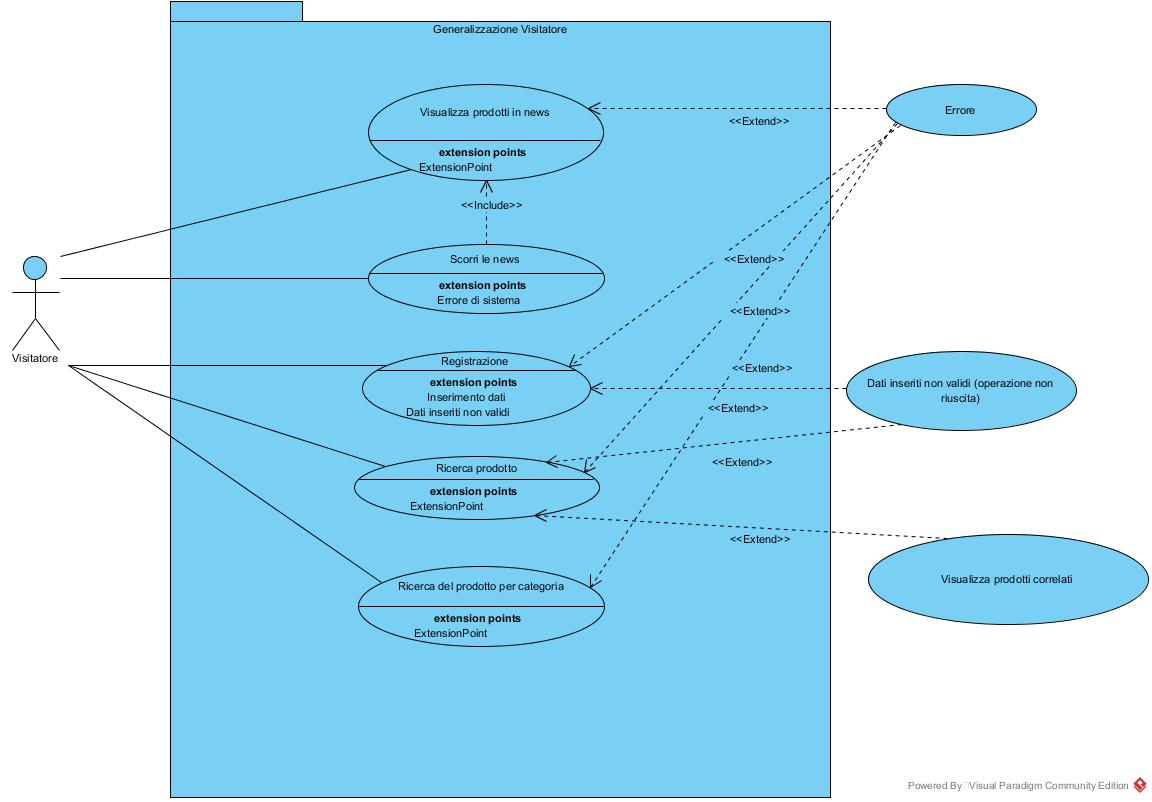 Generalizzazione Visitatore
Visualizza prodotti in news
extension points
ExtensionPoint
Errore
<<Extend>>
<<Include>>
Scorri le news
extension points
Errore di sistema
<<Extend>>
<<Extend>>
Visitatore
Registrazione
extension points
Inserimento dati
Dati inseriti non validi
<<Extend>>
Dati inseriti non validi (operazione non
riuscita)
<<Extend>>
Ricerca prodotto
extension points
ExtensionPoint
<<Extend>>
<<Extend>>
Visualizza prodotti correlati
Ricerca del prodotto per categoria
extension points
ExtensionPoint
Powered By Visual Paradigm Community Edition